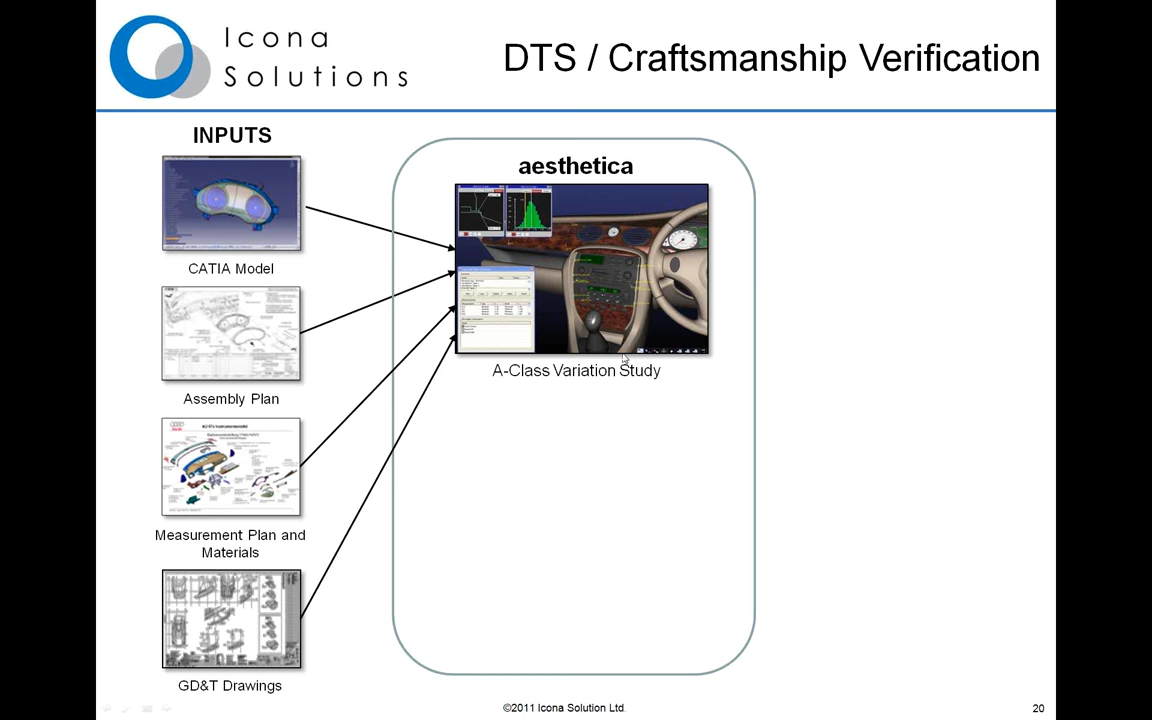 Icona
Solutions
DTS / Craftsmanship Verification
INPUTS
CATIA Model
Assembly Plan
Measurement Plan and
Materials
GD&T Drawings
aesthetica
A-Class Variation Study
©2011 Icona Solution Ltd.
20